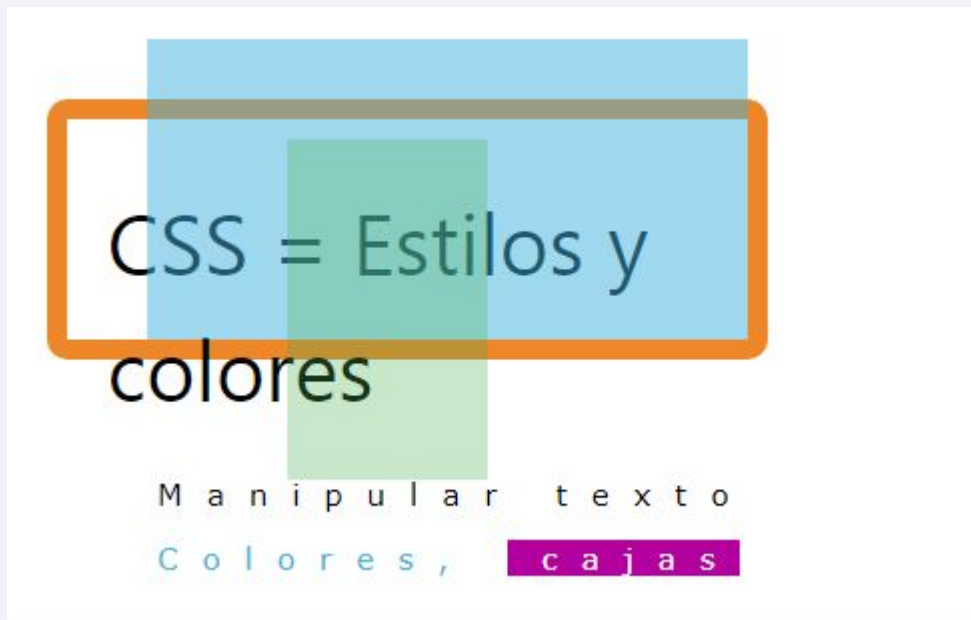 CSS = Estilos y
colores
Manipular texto
Colores, cajas